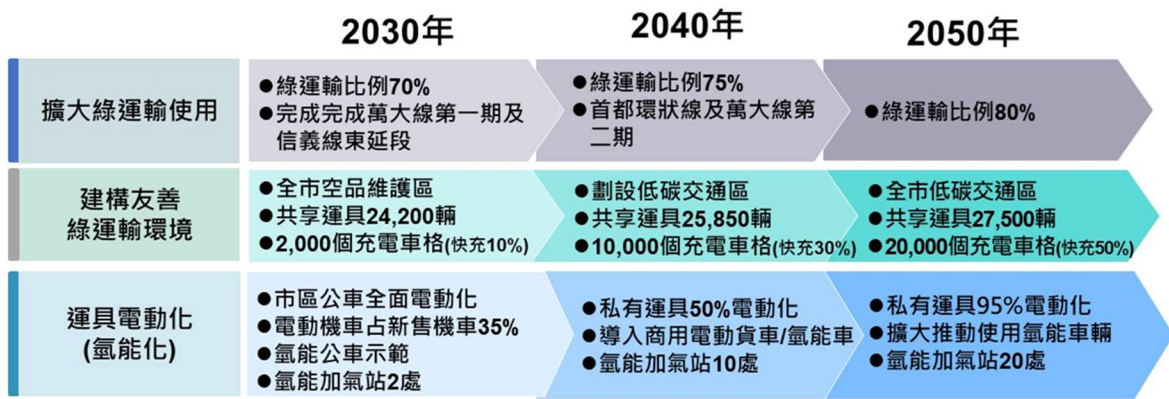 2030年
2040年
2050年
擴大綠運輸使用
●綠運輸比例70%
●完成完成萬大線第一期及
信義線東延段
●綠運輸比例75%
●首都環狀線及萬大線第
二期
●綠運輸比例80%
建構友善
綠運輸環境
●全市空品維護區
●共享運具24,200輛
●2,000個充電車格(快充10%)
●劃設低碳交通區
●共享運具25,850輛
●10,000個充電車格(快充30%)
●全市低碳交通區
●共享運具27,500輛
●20,000個充電車格(快充50%)
運具電動化
(氫能化)
●市區公車全面電動化
●電動機車占新售機車35%
●氫能公車示範
●氫能加氣站2處
●私有運具50%電動化
●導入商用電動貨車/氫能車
●氫能加氣站10處
●私有運具95%電動化
●擴大推動使用氫能車輛
●氫能加氣站20處